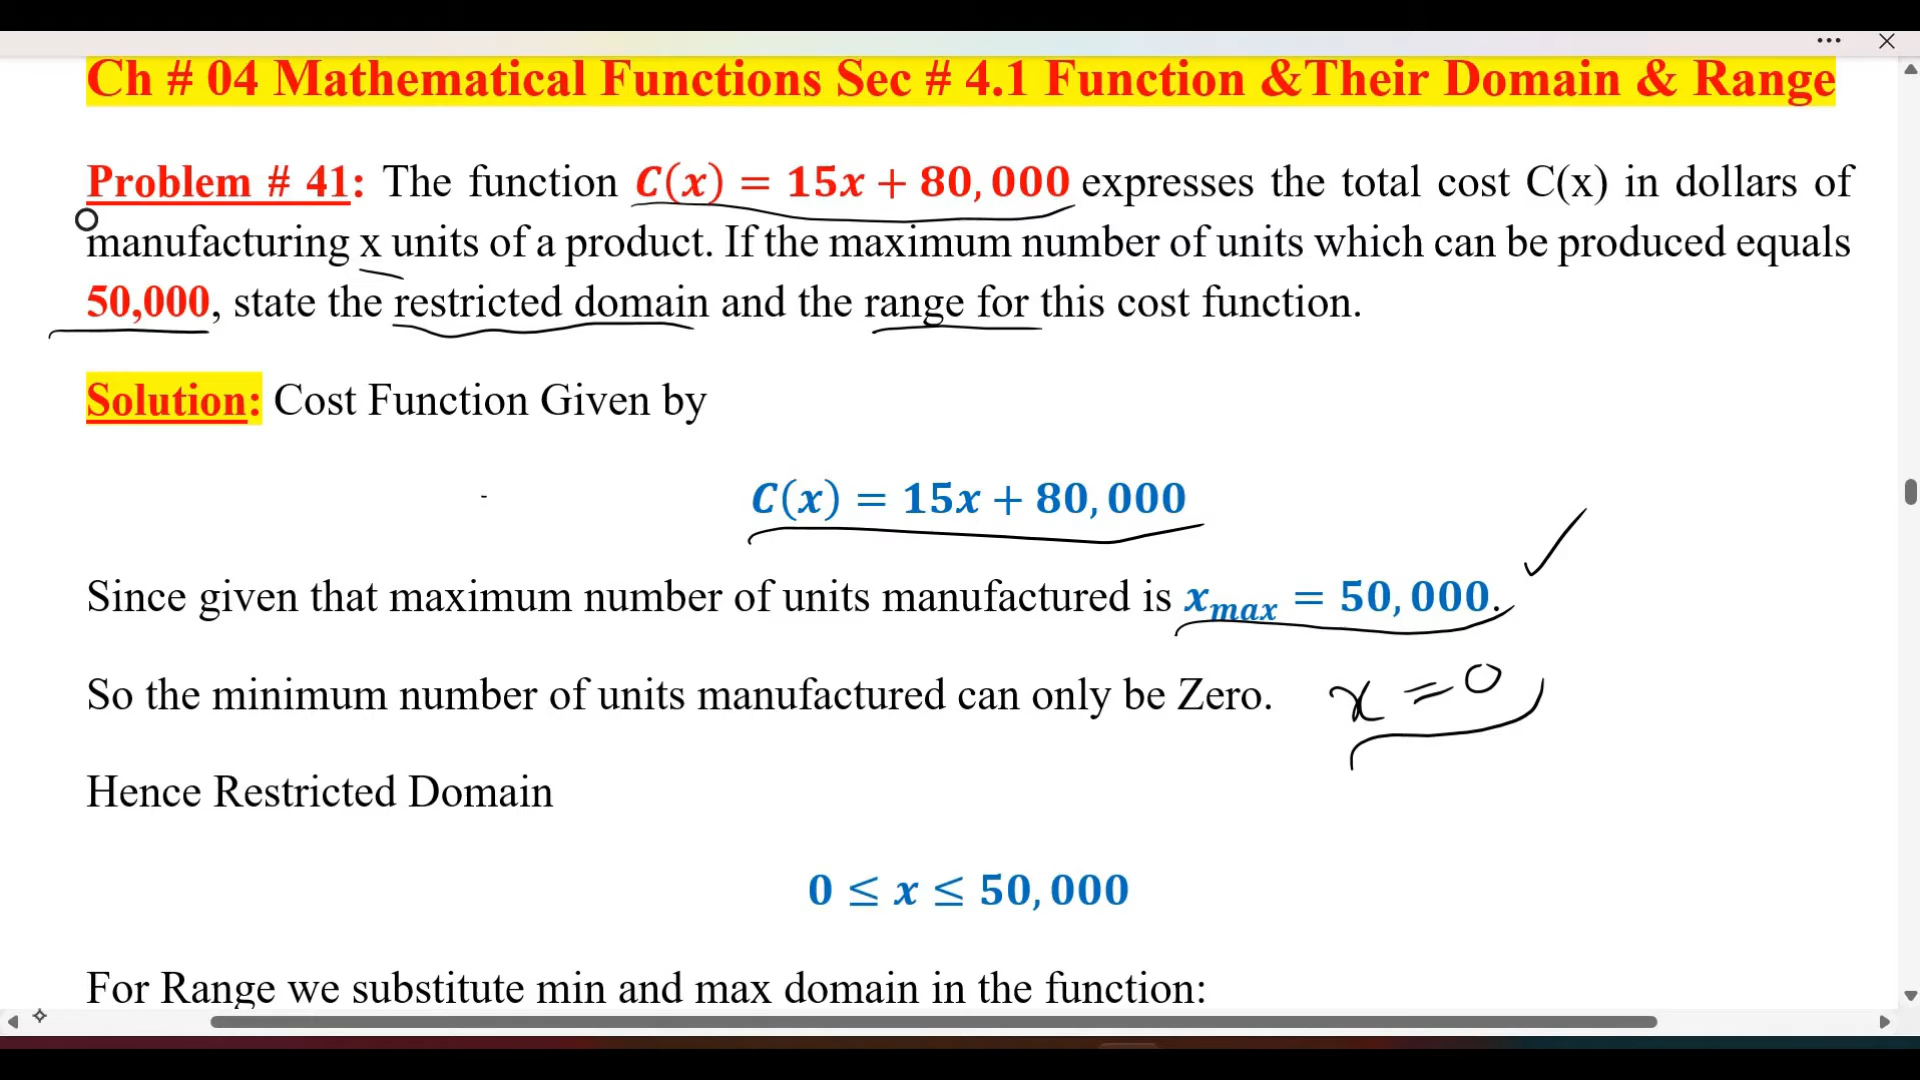 Ch # 04 Mathematical Functions Sec # 4.1 Function &Their Domain & Range
Problem # 41: The function C(x) = 15x + 80,000 expresses the total cost C(x) in dollars of
manufacturing x units of a product. If the maximum number of units which can be produced equals
50,000, state the restricted domain and the range for this cost function.
Solution: Cost Function Given by
C(x) = 15x + 80,000
Since given that maximum number of units manufactured is xmax = 50,000.
So the minimum number of units manufactured can only be Zero. x = 0
Hence Restricted Domain
0 ≤ x ≤ 50,000
For Range we substitute min and max domain in the function: